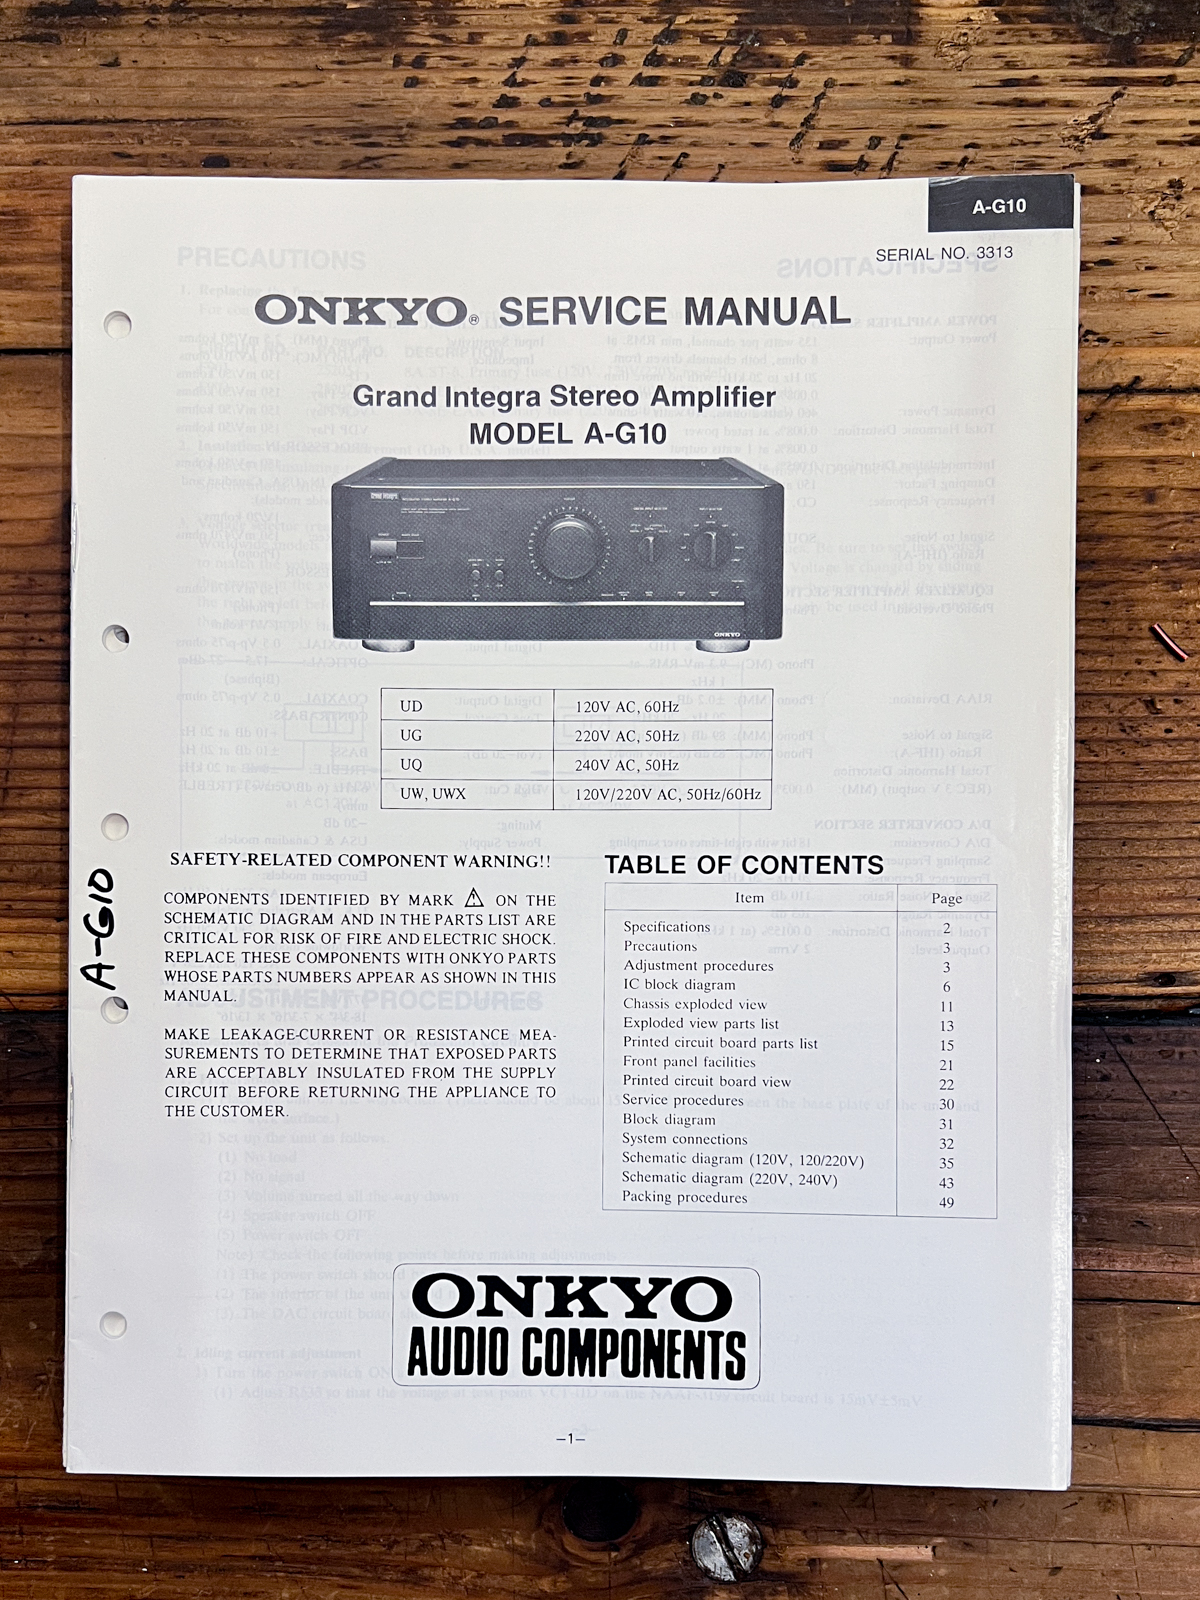 A-G10
SERIAL NO. 3313
ONKYO® SERVICE MANUAL
Grand Integra Stereo Amplifier
MODEL A-G10
ONKYO
UD 120V AC, 60Hz
UG 220V AC, 50Hz
UQ 240V AC, 50Hz
UW, UWX 120V/220V AC, 50Hz/60Hz
SAFETY-RELATED COMPONENT WARNING!!
COMPONENTS IDENTIFIED BY MARK ⚠ ON THE
SCHEMATIC DIAGRAM AND IN THE PARTS LIST ARE
CRITICAL FOR RISK OF FIRE AND ELECTRIC SHOCK.
REPLACE THESE COMPONENTS WITH ONKYO PARTS
WHOSE PARTS NUMBERS APPEAR AS SHOWN IN THIS
MANUAL.
MAKE LEAKAGE-CURRENT OR RESISTANCE MEA-
SUREMENTS TO DETERMINE THAT EXPOSED PARTS
ARE ACCEPTABLY INSULATED FROM THE SUPPLY
CIRCUIT BEFORE RETURNING THE APPLIANCE TO
THE CUSTOMER.
A-G10
TABLE OF CONTENTS
Item Page
Specifications 2
Precautions 3
Adjustment procedures 3
IC block diagram 6
Chassis exploded view 11
Exploded view parts list 13
Printed circuit board parts list 15
Front panel facilities 21
Printed circuit board view 22
Service procedures 30
Block diagram 31
System connections 32
Schematic diagram (120V, 120/220V) 35
Schematic diagram (220V, 240V) 43
Packing procedures 49
ONKYO
AUDIO COMPONENTS
—1—